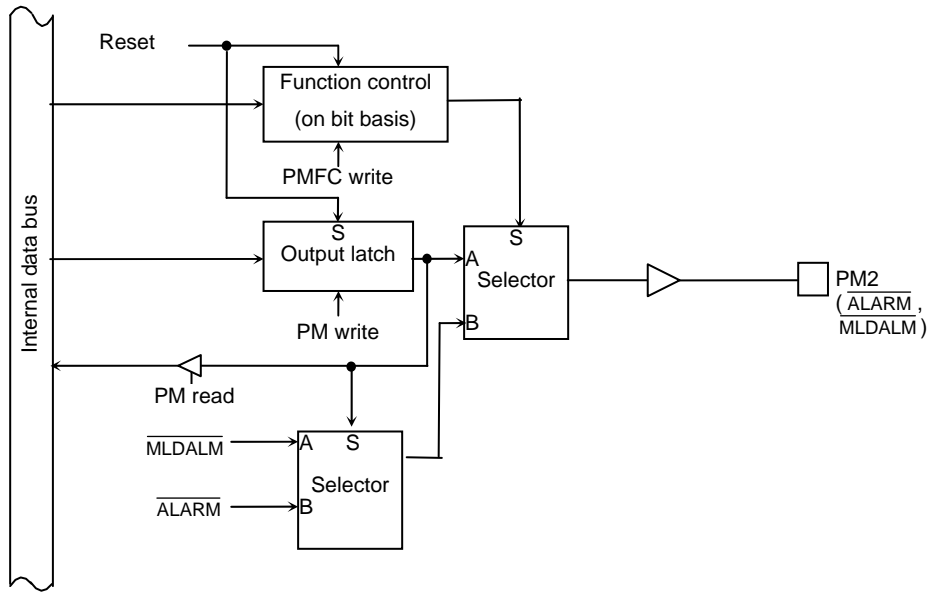 Reset
Function control
(on bit basis)
PMFC write
Internal data bus
S
Output latch
PM write
S
A
Selector
B
PM2
(ALARM,
MLDALM)
PM read
MLDALM
A
S
Selector
ALARM
B